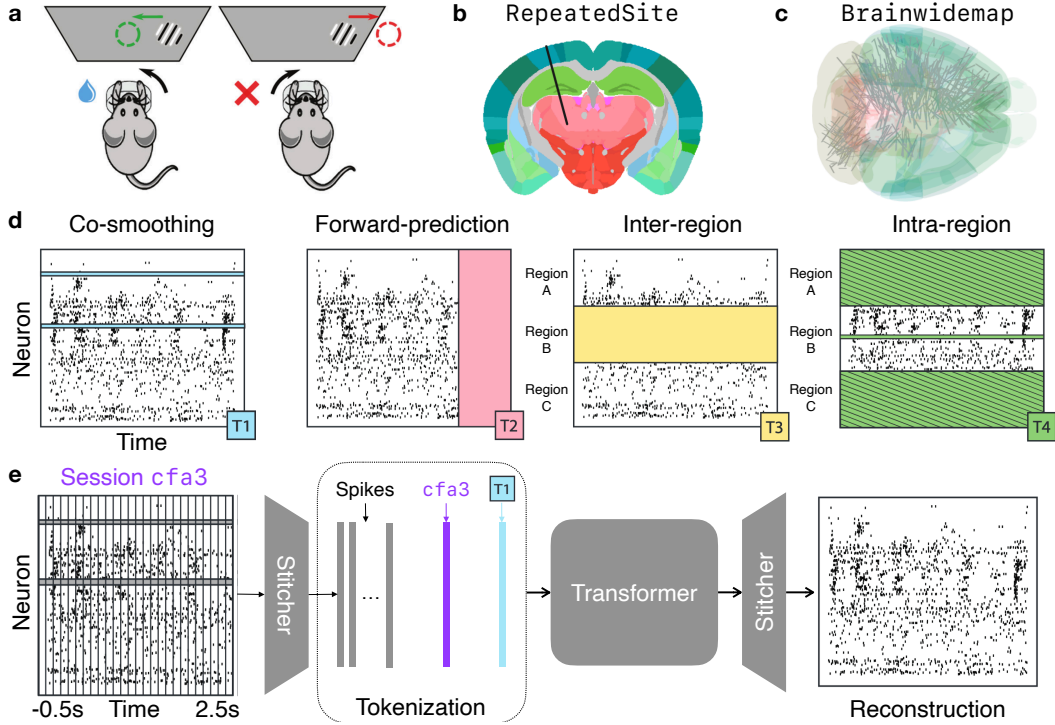 a
b RepeatedSite
c Brainwidemap
d
Co-smoothing
Forward-prediction
Inter-region
Intra-region
Neuron
Time
T1
T2
Region A
Region B
Region C
T3
Region A
Region B
Region C
T4
e
Session cfa3
Neuron
-0.5s Time 2.5s
Stitcher
Spikes
cfa3
T1
...
Tokenization
Transformer
Stitcher
Reconstruction